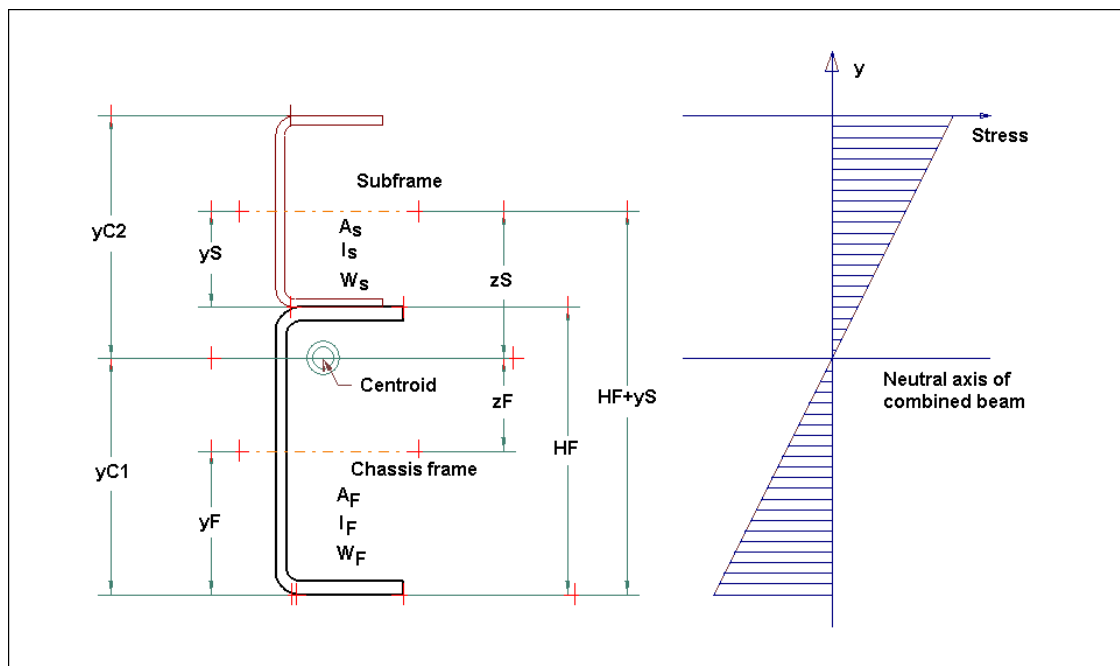 y
Stress
Subframe
yC2
yS
As
Is
Ws
zS
Centroid
zF
HF+yS
Neutral axis of
combined beam
HF
yC1
Chassis frame
yF
AF
IF
WF